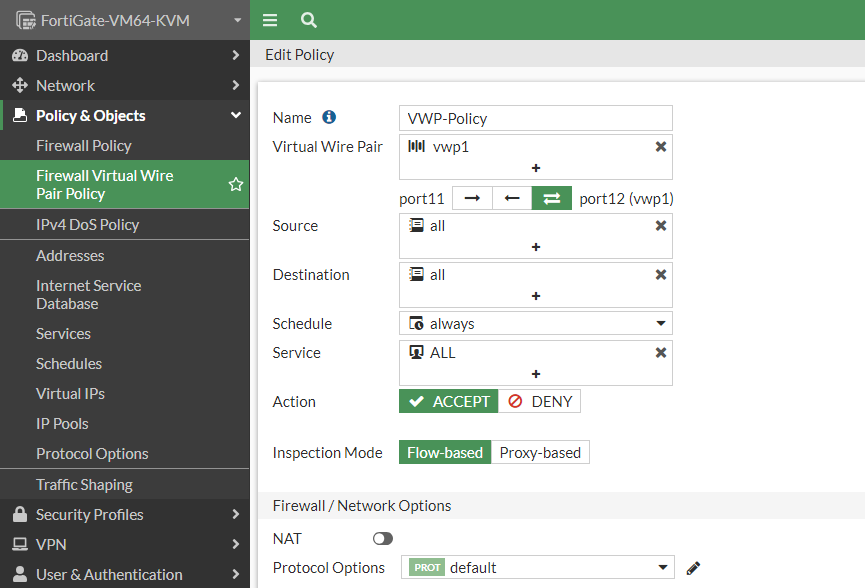 FortiGate-VM64-KVM
Dashboard
Network
Policy & Objects
Firewall Policy
Firewall Virtual Wire
Pair Policy
IPv4 DoS Policy
Addresses
Internet Service
Database
Services
Schedules
Virtual IPs
IP Pools
Protocol Options
Traffic Shaping
Security Profiles
VPN
User & Authentication
Edit Policy
Name VWP-Policy
Virtual Wire Pair vwp1
port11 port12 (vwp1)
Source all
Destination all
Schedule always
Service ALL
Action ACCEPT DENY
Inspection Mode Flow-based Proxy-based
Firewall / Network Options
NAT
Protocol Options PROT default